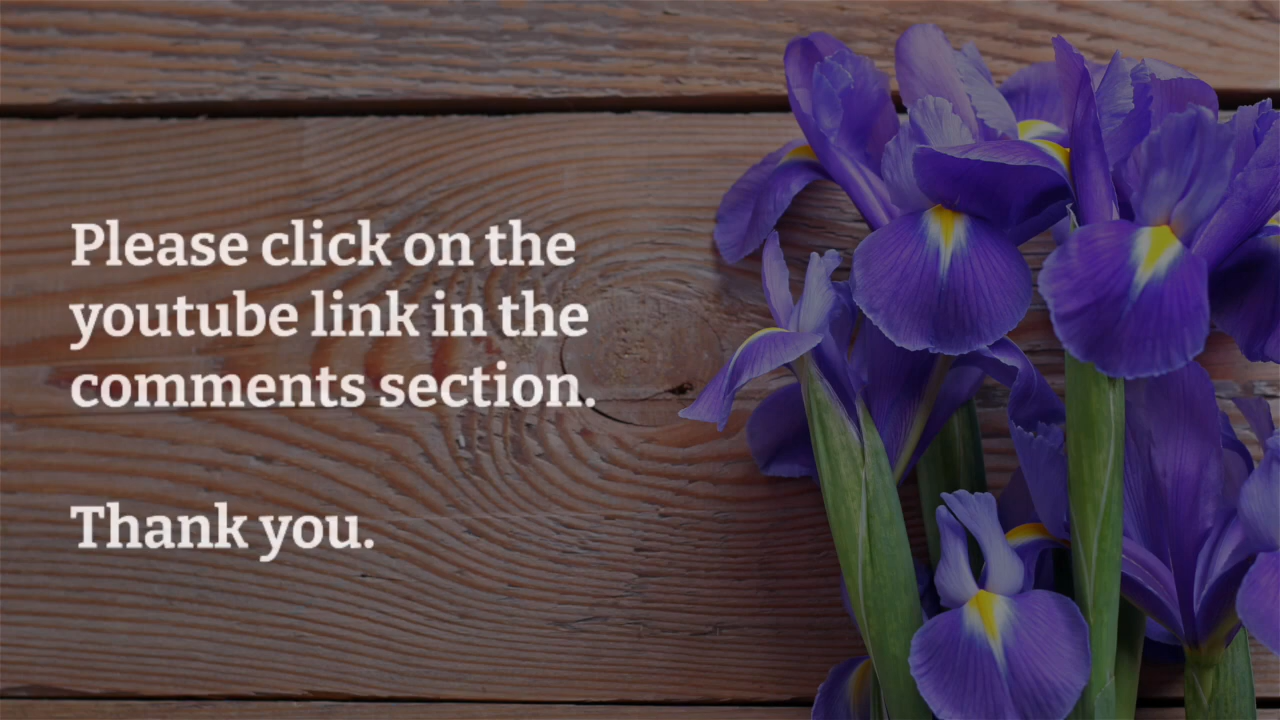 Please click on the
youtube link in the
comments section.
Thank you.